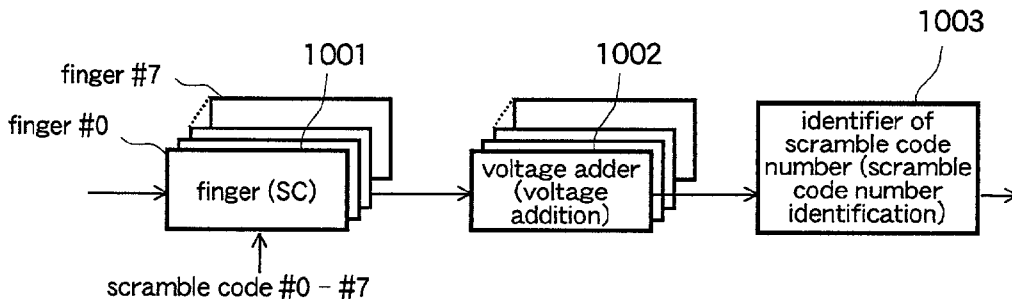 1001
1002
1003
finger #7
finger #0
finger (SC)
voltage adder
(voltage
addition)
identifier of
scramble code
number (scramble
code number
identification)
scramble code #0 – #7